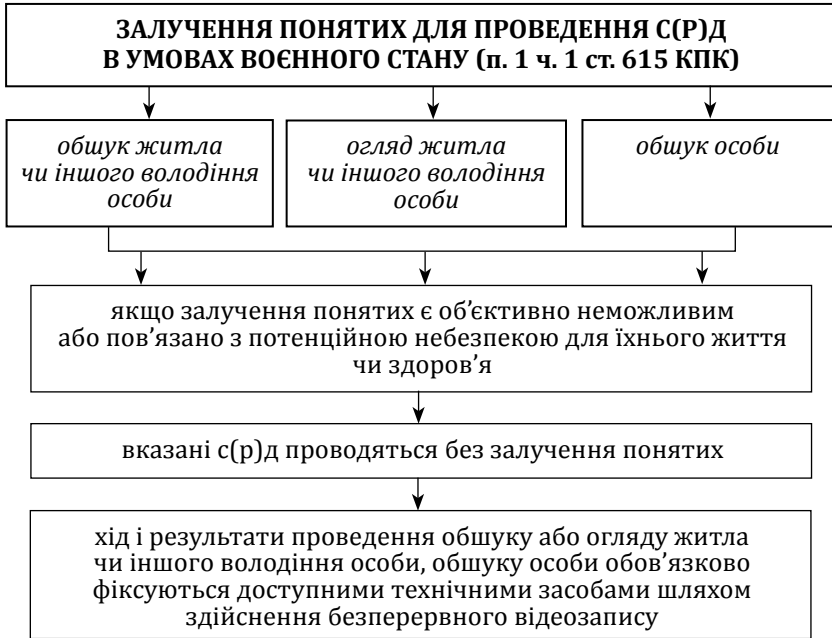 ЗАЛУЧЕННЯ ПОНЯТИХ ДЛЯ ПРОВЕДЕННЯ С(Р)Д
В УМОВАХ ВОЄННОГО СТАНУ (п. 1 ч. 1 ст. 615 КПК)
обшук житла
чи іншого володіння
особи
огляд житла
чи іншого володіння
особи
обшук особи
якщо залучення понятих є об’єктивно неможливим
або пов’язано з потенційною небезпекою для їхнього життя
чи здоров’я
вказані с(р)д проводяться без залучення понятих
хід і результати проведення обшуку або огляду житла
чи іншого володіння особи, обшуку особи обов’язково
фіксуються доступними технічними засобами шляхом
здійснення безперервного відеозапису